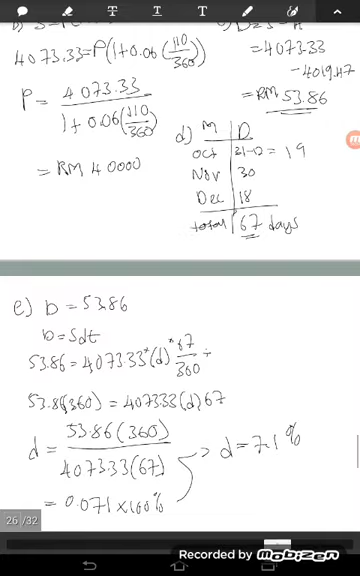 4073.33 = P(1+0.06(110/360))
P = 4073.33 / 1+0.06(110/360)
= RM 40000
= 4073.33
- 4019.47
= RM 53.86
d) M D
Oct 31-12 = 19
Nov 30
Dec 18
total 67 days
e) b = 53.86
b = Sdt
53.86 = 4073.33 * (d) * 67/360 ÷
53.86(360) = 4073.33(d)67
d = 53.86(360) / 4073.33(67)
= 0.071 x 100%
d = 7.1%
26 /32
Recorded by Mobizen